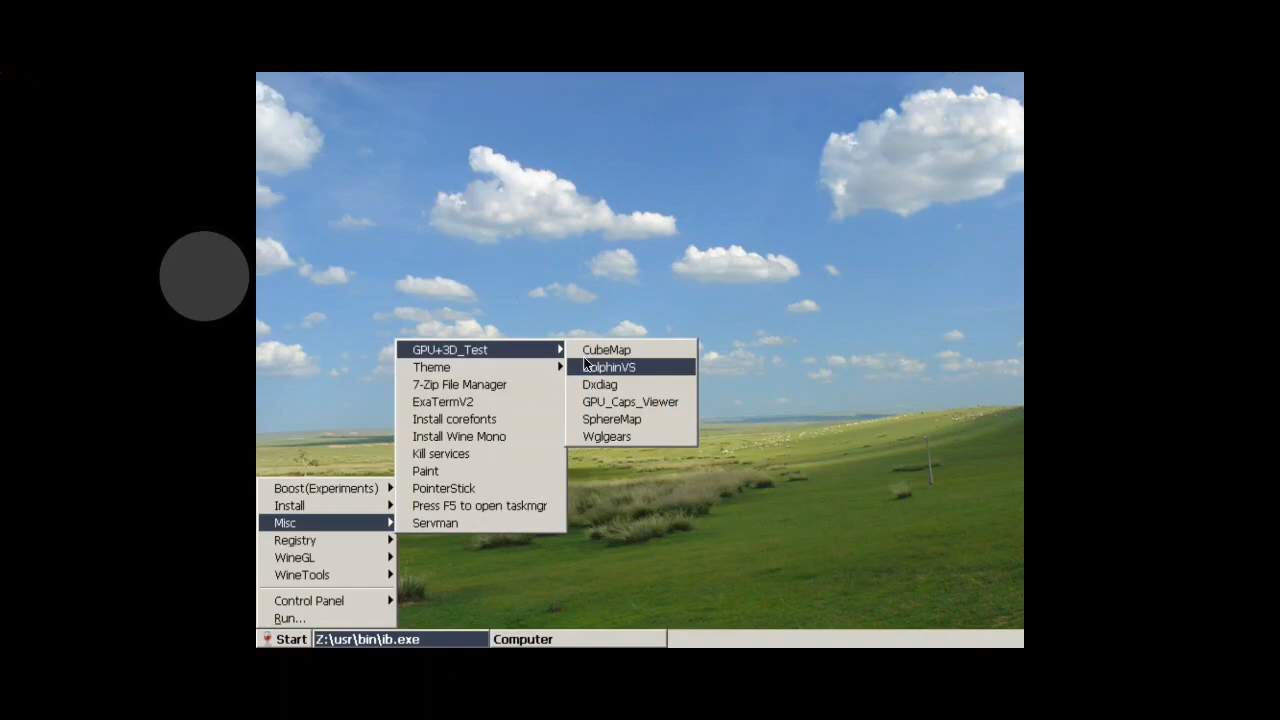 GPU+3D_Test
Theme
7-Zip File Manager
ExaTermV2
Install corefonts
Install Wine Mono
Kill services
Paint
PointerStick
Press F5 to open taskmgr
Servman
CubeMap
DolphinVS
Dxdiag
GPU_Caps_Viewer
SphereMap
Wglgears
Boost(Experiments)
Install
Misc
Registry
WineGL
WineTools
Control Panel
Run...
Start Z:\usr\bin\ib.exe Computer